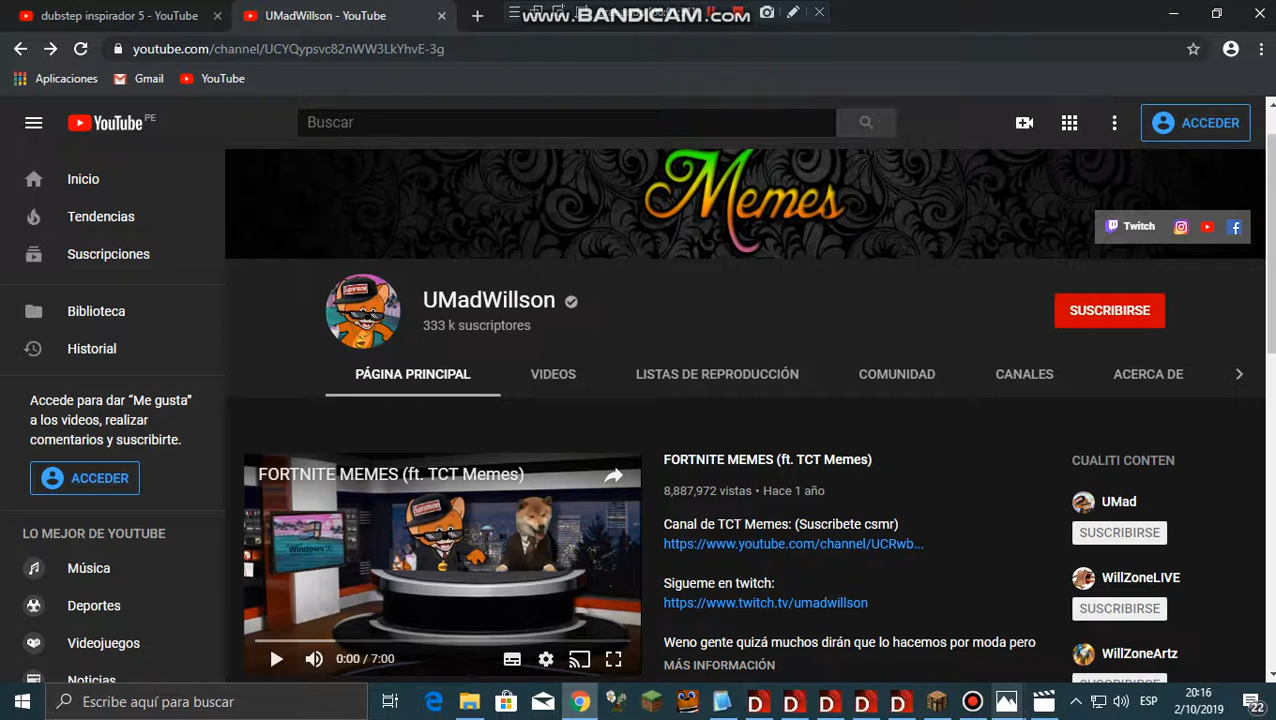 dubstep inspirador 5 - YouTube
UMadWillson - YouTube
www.BANDICAM.com
youtube.com/channel/UCYQypsvc82nWW3LkYhvE-3g
Aplicaciones
Gmail
YouTube
YouTube PE
Buscar
ACCEDER
Inicio
Tendencias
Suscripciones
Biblioteca
Historial
Accede para dar “Me gusta”
a los videos, realizar
comentarios y suscribirte.
ACCEDER
LO MEJOR DE YOUTUBE
Música
Deportes
Videojuegos
Noticias
Memes
Twitch
UMadWillson
333 k suscriptores
SUSCRIBIRSE
PÁGINA PRINCIPAL
VIDEOS
LISTAS DE REPRODUCCIÓN
COMUNIDAD
CANALES
ACERCA DE
FORTNITE MEMES (ft. TCT Memes)
0:00 / 7:00
FORTNITE MEMES (ft. TCT Memes)
8,887,972 vistas • Hace 1 año
Canal de TCT Memes: (Suscribete csmr)
https://www.youtube.com/channel/UCRwb...
Sigueme en twitch:
https://www.twitch.tv/umadwillson
Weno gente quizá muchos dirán que lo hacemos por moda pero
MÁS INFORMACIÓN
CUALITI CONTEN
UMad
SUSCRIBIRSE
WillZoneLIVE
SUSCRIBIRSE
WillZoneArtz
Escribe aquí para buscar
ESP
20:16
2/10/2019
22